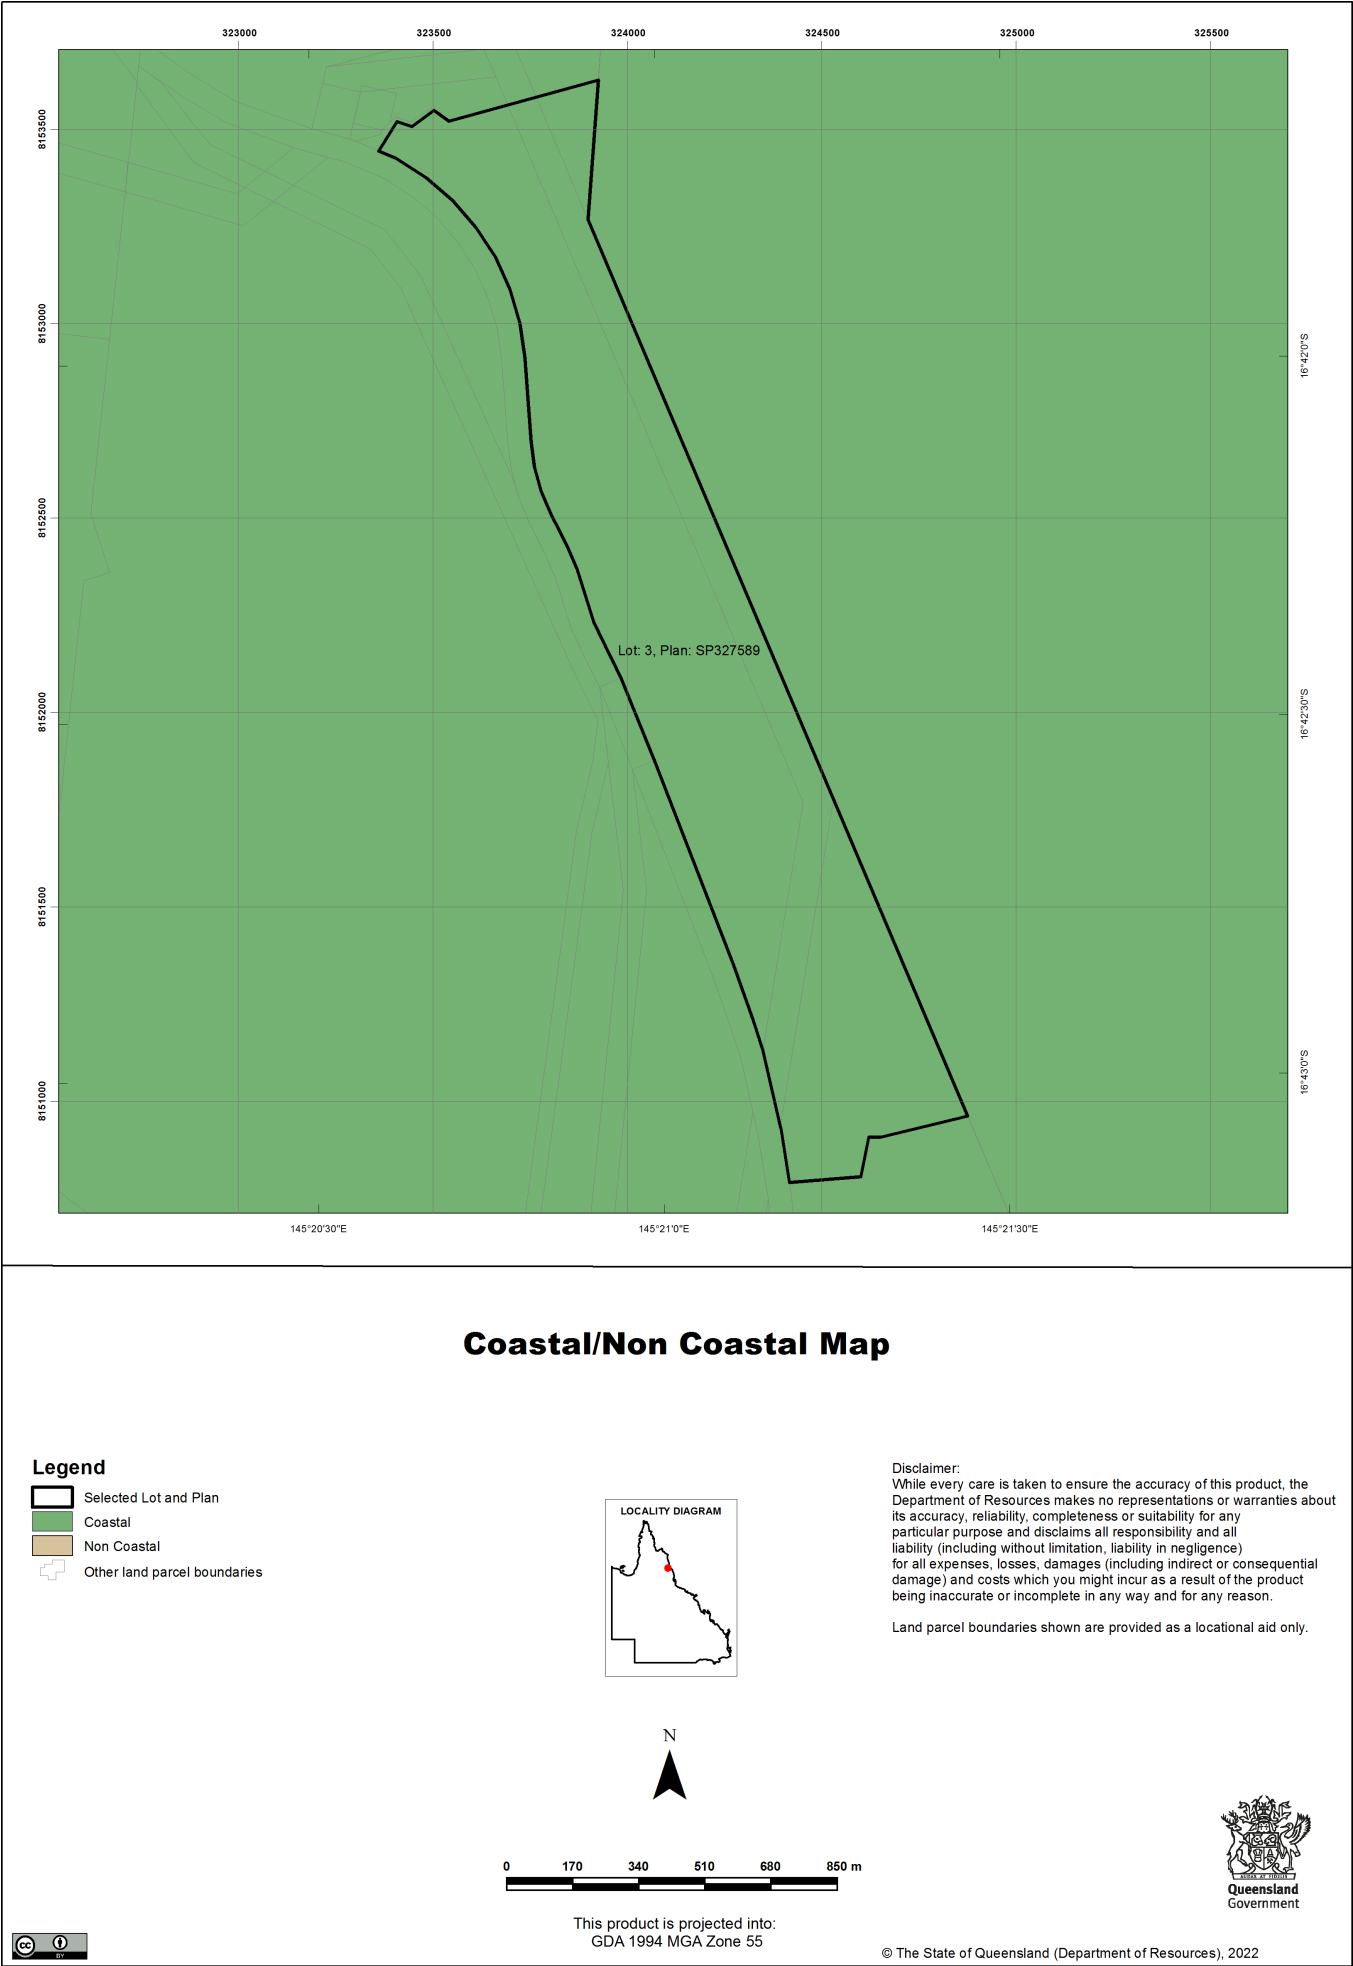 323000 323500 324000 324500 325000 325500
8153500
8153000
16°42'0"S
8152500
Lot: 3, Plan: SP327589
8152000
16°42'30"S
8151500
16°43'0"S
8151000
145°20'30"E 145°21'0"E 145°21'30"E
Coastal/Non Coastal Map
Legend
Selected Lot and Plan
Coastal
Non Coastal
Other land parcel boundaries
LOCALITY DIAGRAM
Disclaimer:
While every care is taken to ensure the accuracy of this product, the
Department of Resources makes no representations or warranties about
its accuracy, reliability, completeness or suitability for any
particular purpose and disclaims all responsibility and all
liability (including without limitation, liability in negligence)
for all expenses, losses, damages (including indirect or consequential
damage) and costs which you might incur as a result of the product
being inaccurate or incomplete in any way and for any reason.
Land parcel boundaries shown are provided as a locational aid only.
N
0 170 340 510 680 850 m
This product is projected into:
GDA 1994 MGA Zone 55
AUDAX AT FIDELIS
Queensland
Government
cc BY
© The State of Queensland (Department of Resources), 2022